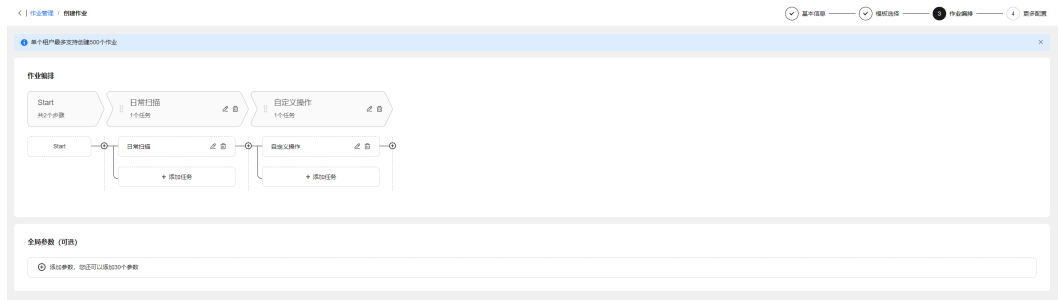 作业管理 / 创建作业
基本信息
模板选择
3 作业编排
4 更多配置
单个租户最多支持创建500个作业
作业编排
Start
共2个步骤
日常扫描
1个任务
自定义操作
1个任务
Start
日常扫描
自定义操作
+ 添加任务
+ 添加任务
全局参数（可选）
添加参数，您还可以添加30个参数